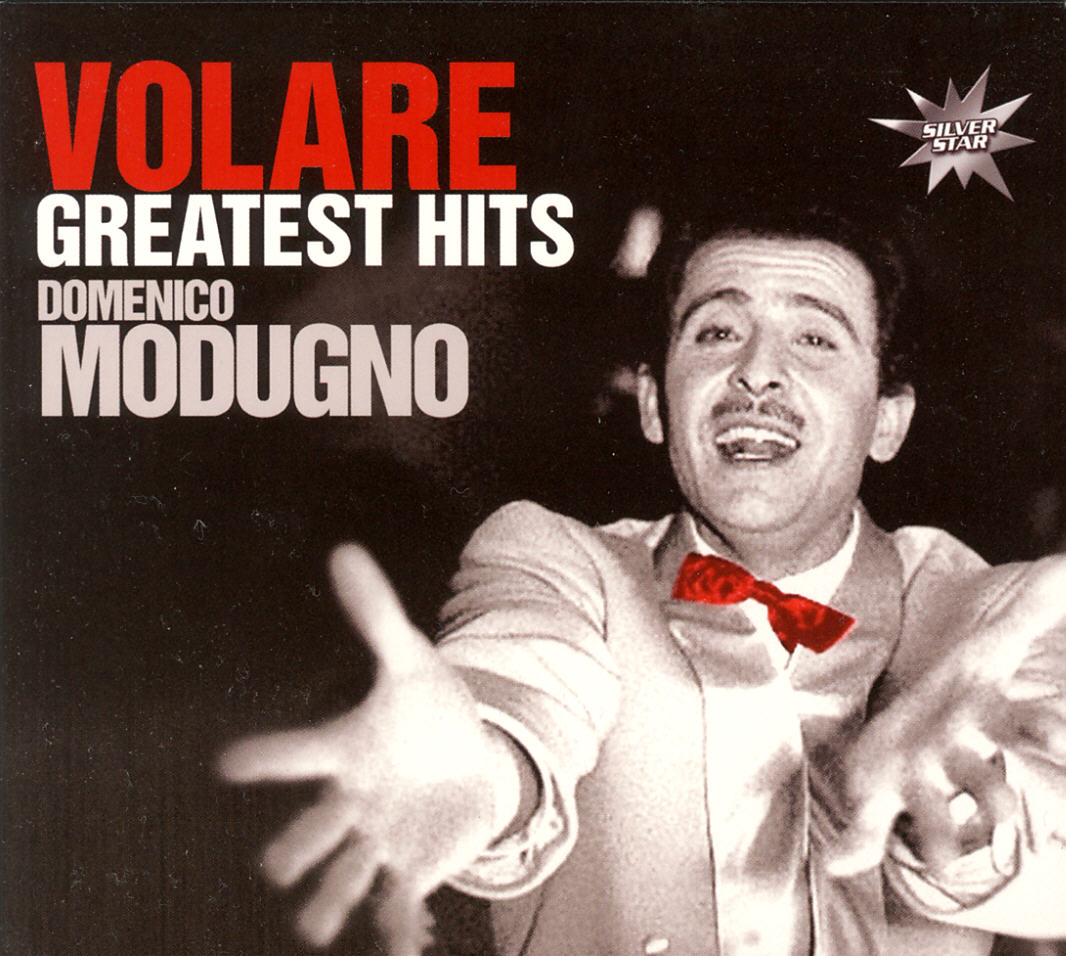 VOLARE
GREATEST HITS
DOMENICO
MODUGNO
SILVER
STAR